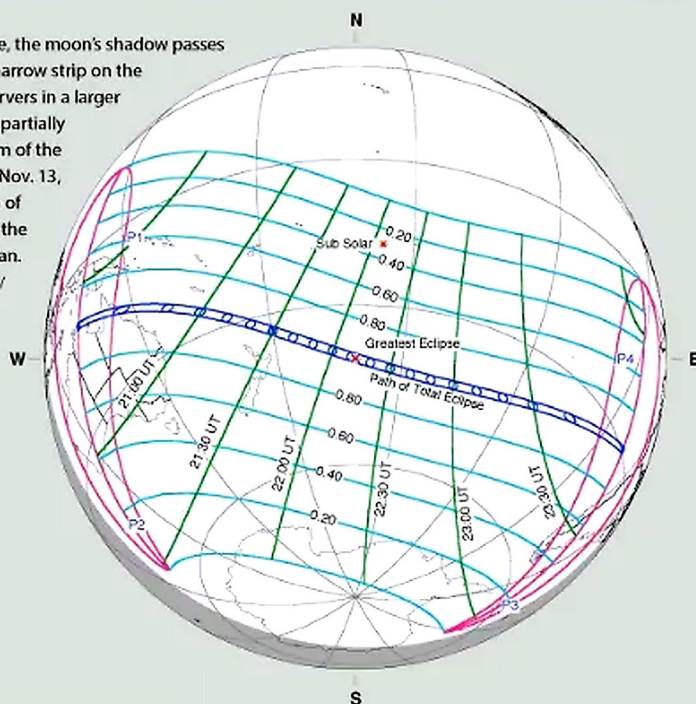 N
e, the moon's shadow passes
arrow strip on the
rvers in a larger
partially
n of the
Nov. 13,
of
the
an.
P1
Sub Solar
0.20
0.40
0.60
0.80
Greatest Eclipse
W
E
P4
Path of Total Eclipse
21:00 UT
0.80
0.60
0.40
0.20
21:30 UT
22:00 UT
22:30 UT
23:00 UT
23:30 UT
P2
P3
S